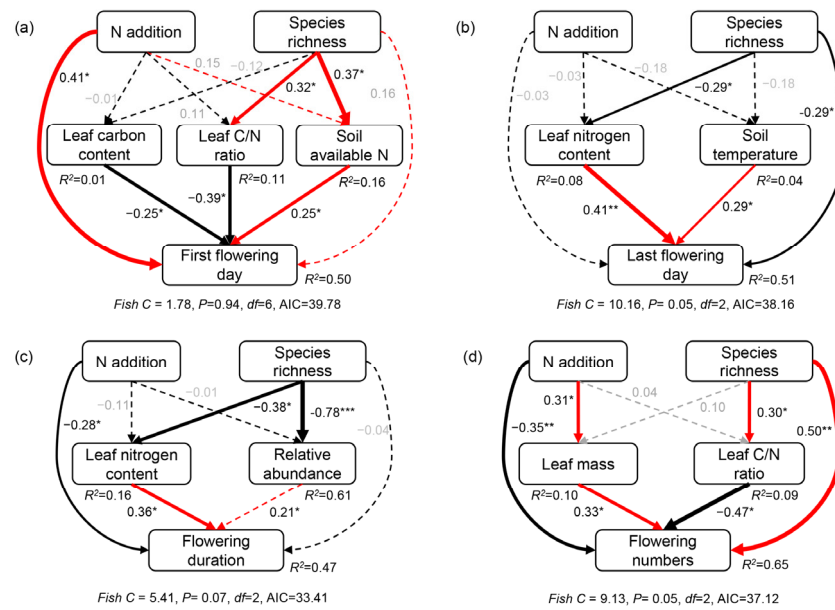 (a)
N addition
Species
richness
0.41*
0.15
−0.12
0.32*
0.37*
0.16
−0.01
0.11
Leaf carbon
content
Leaf C/N
ratio
Soil
available N
R²=0.01
R²=0.11
R²=0.16
−0.25*
−0.39*
0.25*
First flowering
day
R²=0.50
Fish C = 1.78, P=0.94, df=6, AIC=39.78
(b)
N addition
Species
richness
−0.03
−0.03
−0.18
−0.18
−0.29*
−0.29*
Leaf nitrogen
content
Soil
temperature
R²=0.08
R²=0.04
0.41**
0.29*
Last flowering
day
R²=0.51
Fish C = 10.16, P= 0.05, df=2, AIC=38.16
(c)
N addition
Species
richness
−0.28*
−0.11
−0.01
−0.38*
−0.78***
−0.04
Leaf nitrogen
content
Relative
abundance
R²=0.16
R²=0.61
0.36*
0.21*
Flowering
duration
R²=0.47
Fish C = 5.41, P= 0.07, df=2, AIC=33.41
(d)
N addition
Species
richness
−0.35**
0.31*
0.04
0.10
0.30*
0.50**
Leaf mass
Leaf C/N
ratio
R²=0.10
R²=0.09
0.33*
−0.47*
Flowering
numbers
R²=0.65
Fish C = 9.13, P= 0.05, df=2, AIC=37.12